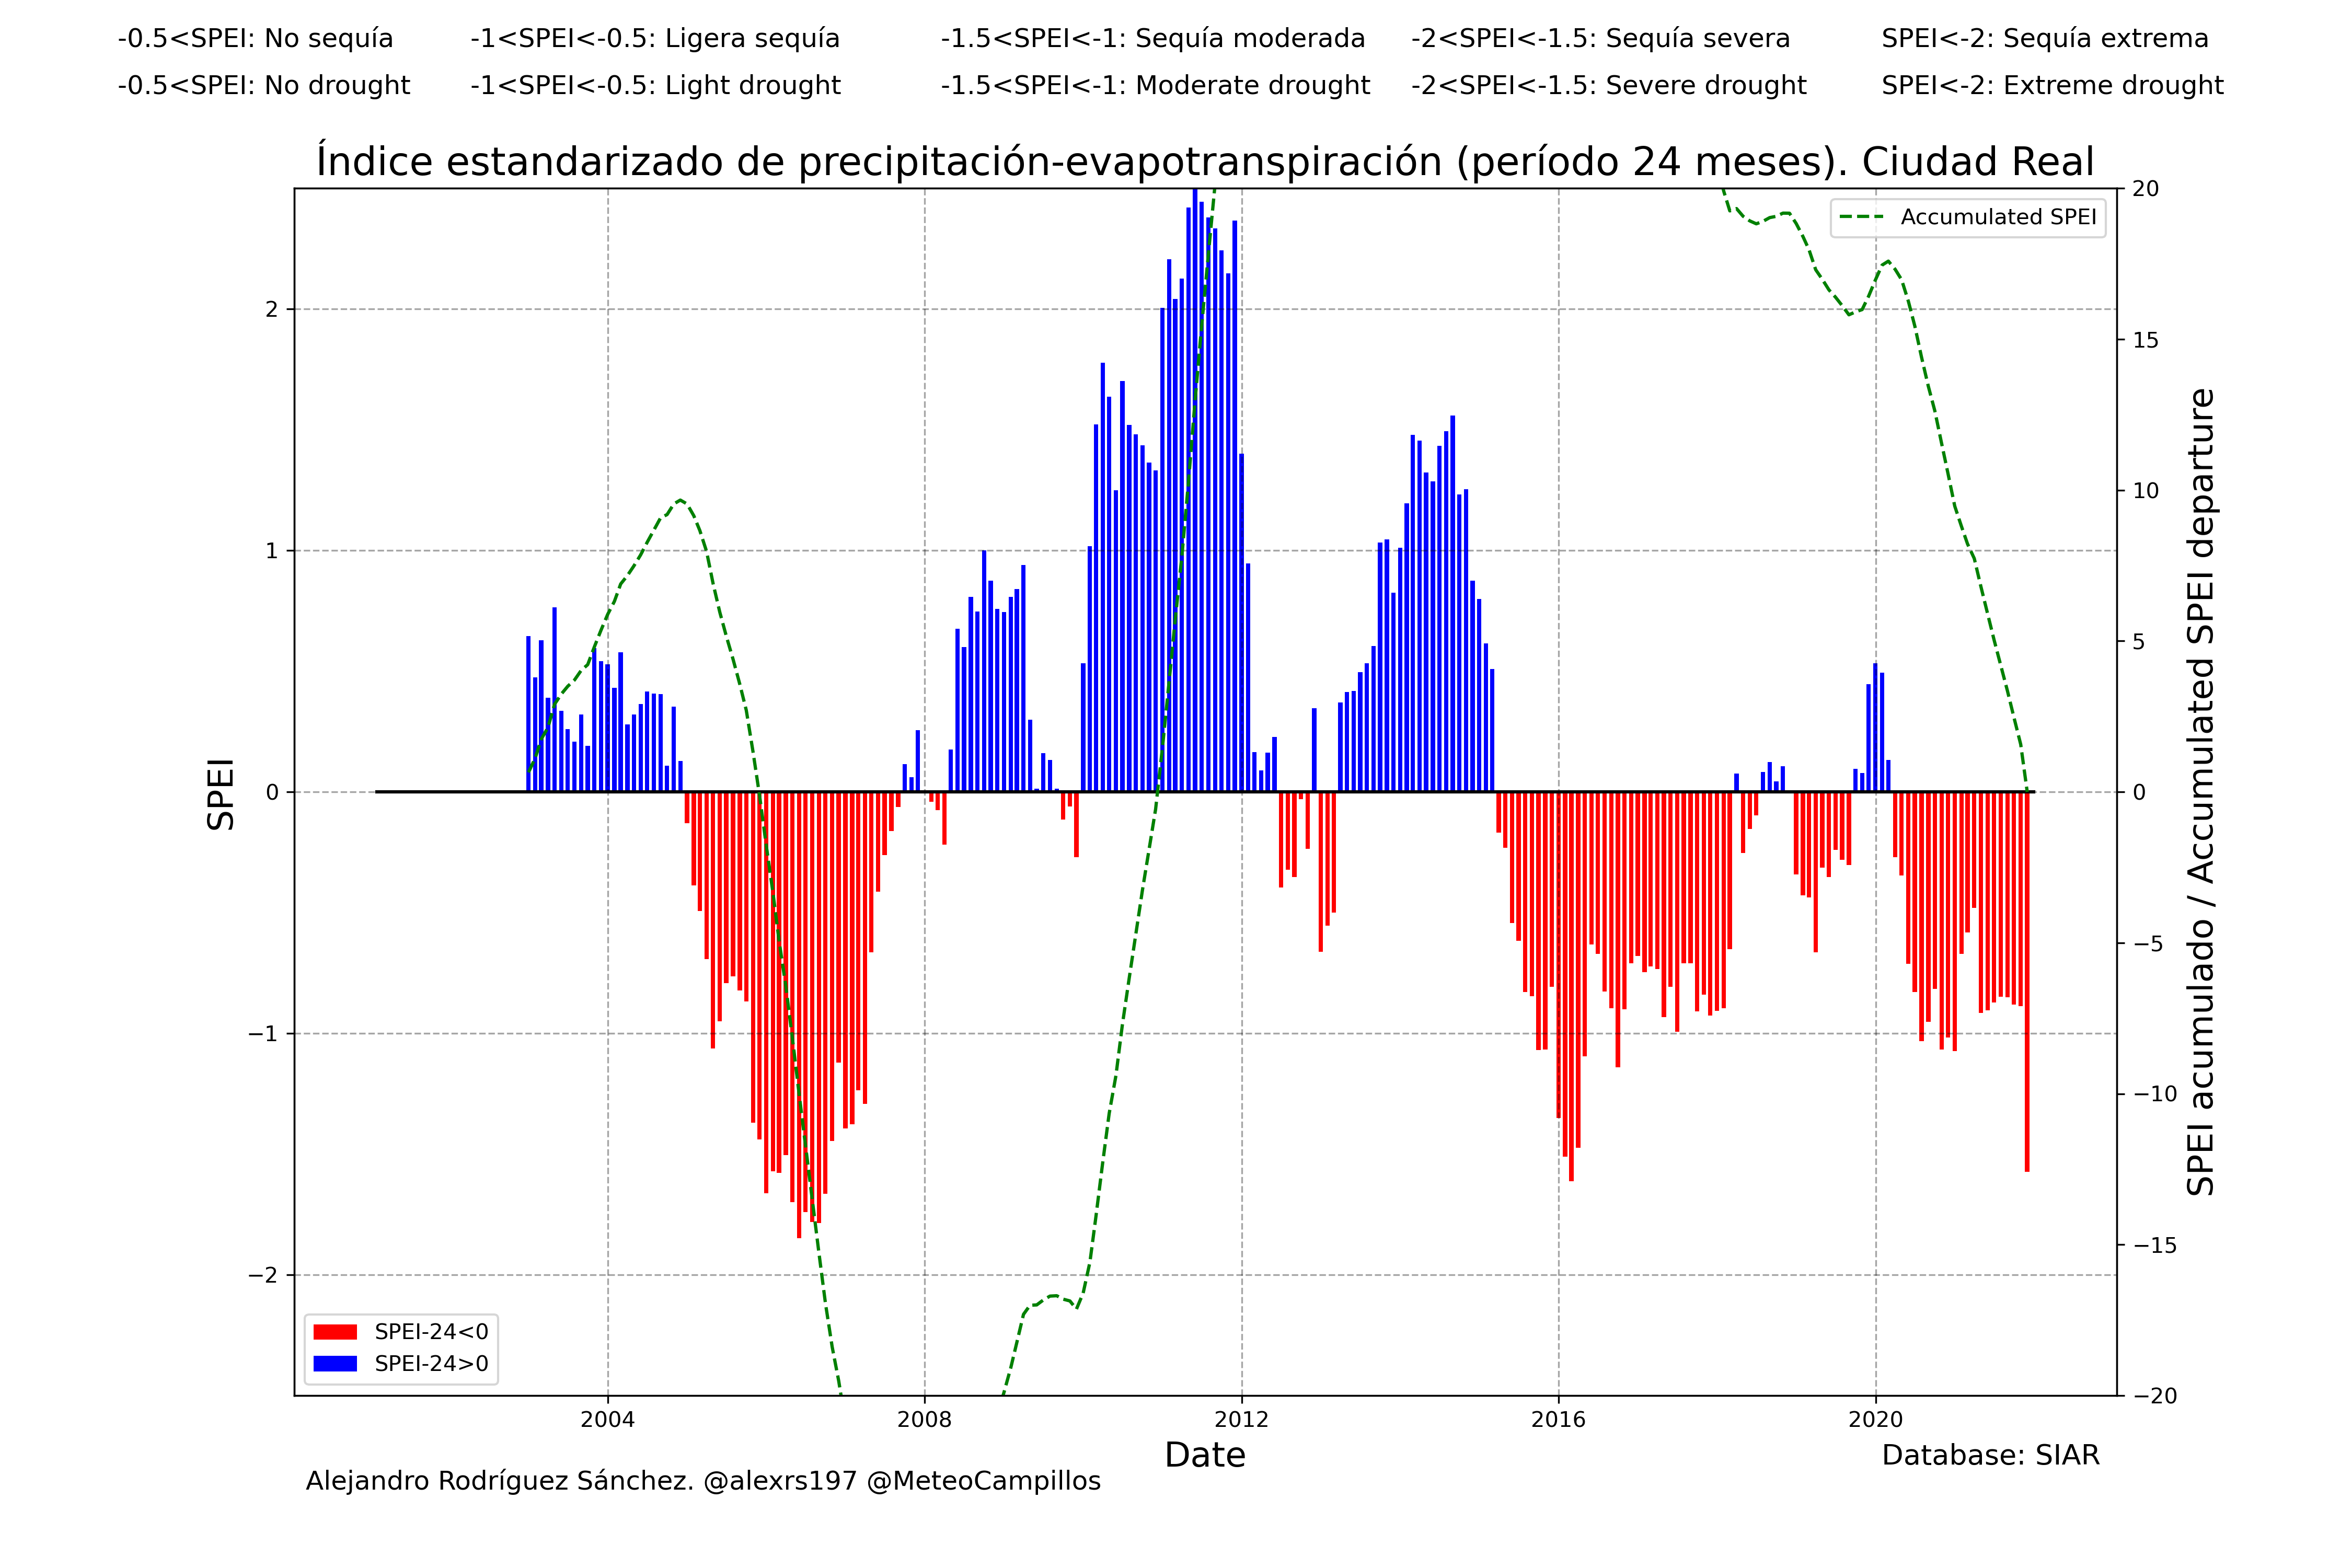 -0.5<SPEI: No sequía -1<SPEI<-0.5: Ligera sequía -1.5<SPEI<-1: Sequía moderada -2<SPEI<-1.5: Sequía severa SPEI<-2: Sequía extrema
-0.5<SPEI: No drought -1<SPEI<-0.5: Light drought -1.5<SPEI<-1: Moderate drought -2<SPEI<-1.5: Severe drought SPEI<-2: Extreme drought
Índice estandarizado de precipitación-evapotranspiración (período 24 meses). Ciudad Real
Accumulated SPEI
2
1
0
−1
−2
SPEI
20
15
10
5
0
−5
−10
−15
−20
SPEI acumulado / Accumulated SPEI departure
SPEI-24<0
SPEI-24>0
2004 2008 2012 2016 2020
Date
Database: SIAR
Alejandro Rodríguez Sánchez. @alexrs197 @MeteoCampillos